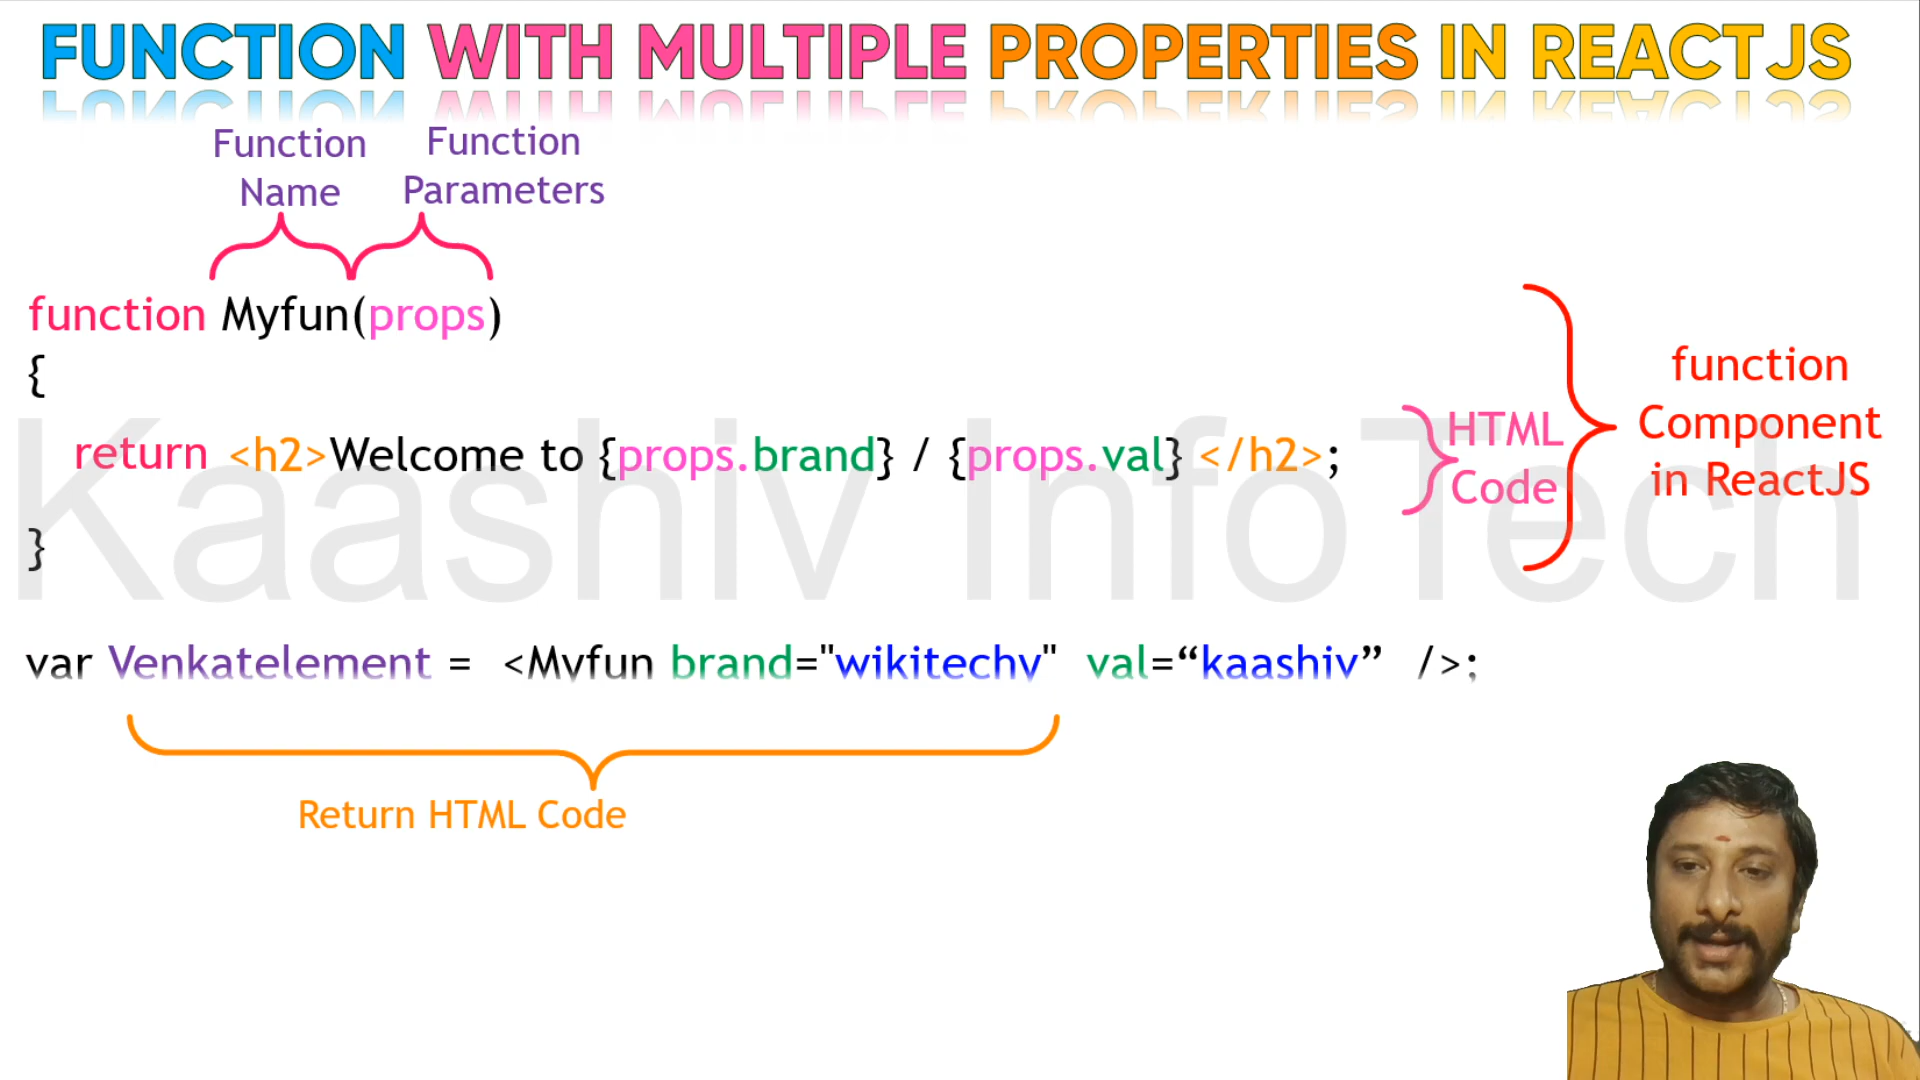 FUNCTION WITH MULTIPLE PROPERTIES IN REACT JS
Function Name
Function Parameters
function Myfun(props)
{
return <h2>Welcome to {props.brand} / {props.val} </h2>;
}
HTML Code
function Component in ReactJS
Kaashiv InfoTech
var Venkatelement = <Myfun brand="wikitechy" val=“kaashiv” />;
Return HTML Code